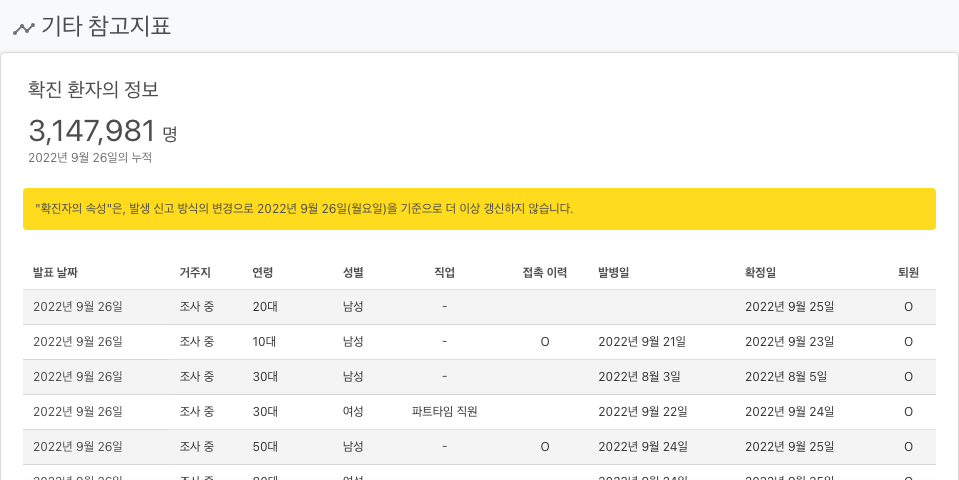 기타 참고지표
확진 환자의 정보
3,147,981 명
2022년 9월 26일의 누적
"확진자의 속성"은, 발생 신고 방식의 변경으로 2022년 9월 26일(월요일)을 기준으로 더 이상 갱신하지 않습니다.
발표 날짜 거주지 연령 성별 직업 접촉 이력 발병일 확정일 퇴원
2022년 9월 26일 조사 중 20대 남성 - 2022년 9월 25일 O
2022년 9월 26일 조사 중 10대 남성 - O 2022년 9월 21일 2022년 9월 23일 O
2022년 9월 26일 조사 중 30대 남성 - 2022년 8월 3일 2022년 8월 5일 O
2022년 9월 26일 조사 중 30대 여성 파트타임 직원 2022년 9월 22일 2022년 9월 24일 O
2022년 9월 26일 조사 중 50대 남성 - O 2022년 9월 24일 2022년 9월 25일 O